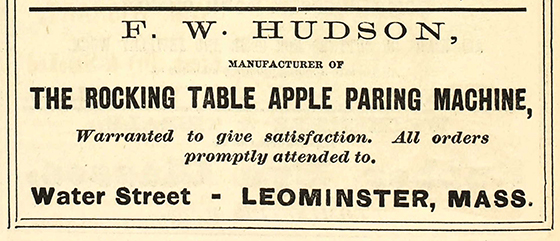 F. W. HUDSON,
MANUFACTURER OF
THE ROCKING TABLE APPLE PARING MACHINE,
Warranted to give satisfaction. All orders
promptly attended to.
Water Street - LEOMINSTER, MASS.